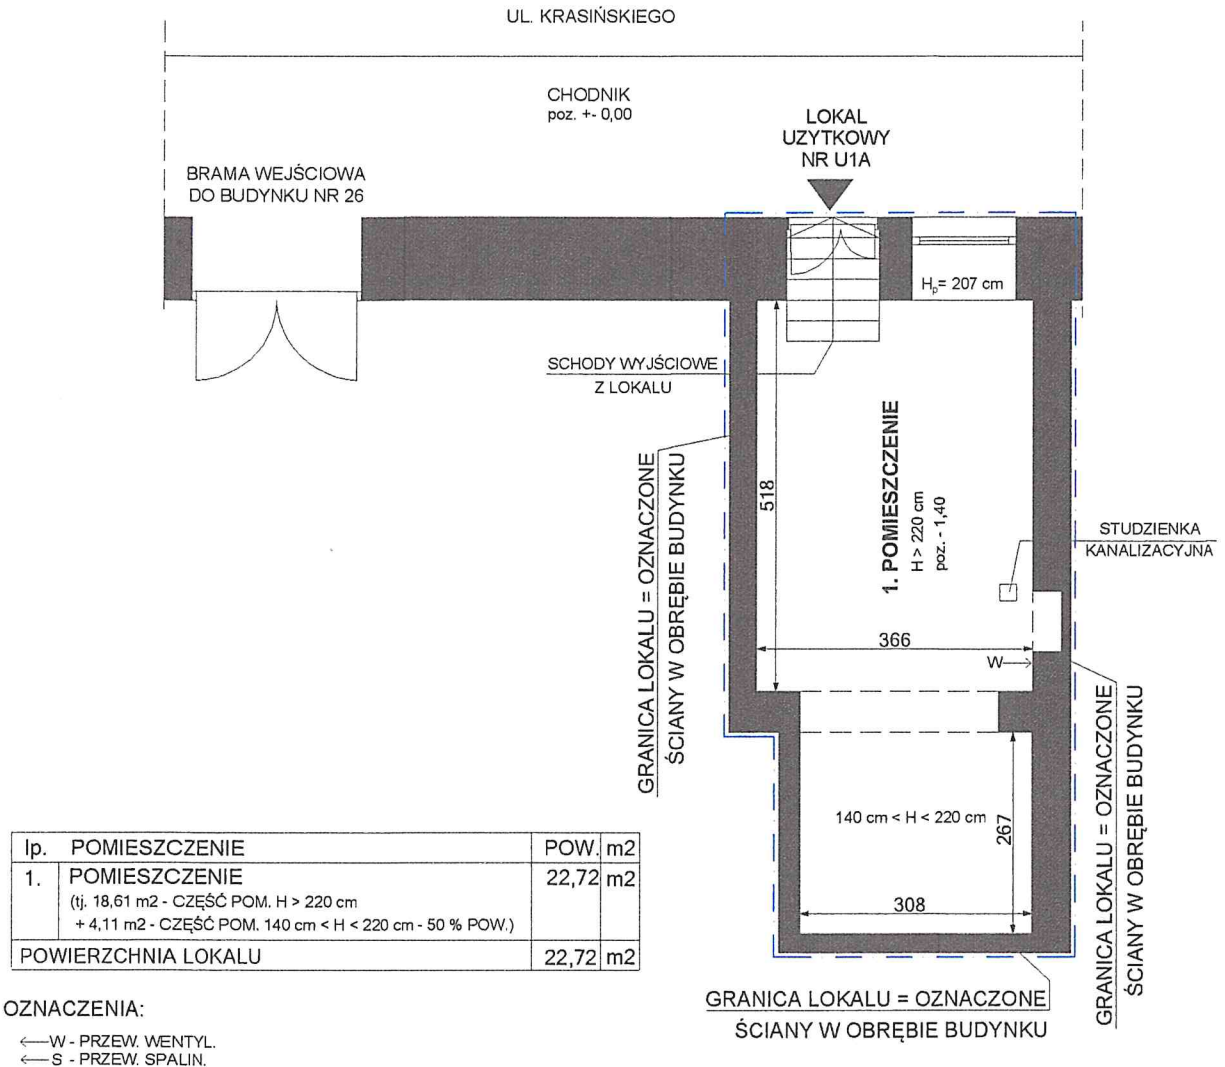 UL. KRASIŃSKIEGO
CHODNIK
poz. +- 0,00
LOKAL
UZYTKOWY
NR U1A
BRAMA WEJŚCIOWA
DO BUDYNKU NR 26
Hp= 207 cm
SCHODY WYJŚCIOWE
Z LOKALU
GRANICA LOKALU = OZNACZONE
ŚCIANY W OBRĘBIE BUDYNKU
518
1. POMIESZCZENIE
H > 220 cm
poz. - 1,40
STUDZIENKA
KANALIZACYJNA
366
W
GRANICA LOKALU = OZNACZONE
ŚCIANY W OBRĘBIE BUDYNKU
140 cm < H < 220 cm
267
308
GRANICA LOKALU = OZNACZONE
ŚCIANY W OBRĘBIE BUDYNKU
lp. POMIESZCZENIE POW. m2
1. POMIESZCZENIE 22,72 m2
(tj. 18,61 m2 - CZĘŚĆ POM. H > 220 cm
+ 4,11 m2 - CZĘŚĆ POM. 140 cm < H < 220 cm - 50 % POW.)
POWIERZCHNIA LOKALU 22,72 m2
OZNACZENIA:
W - PRZEW. WENTYL.
S - PRZEW. SPALIN.